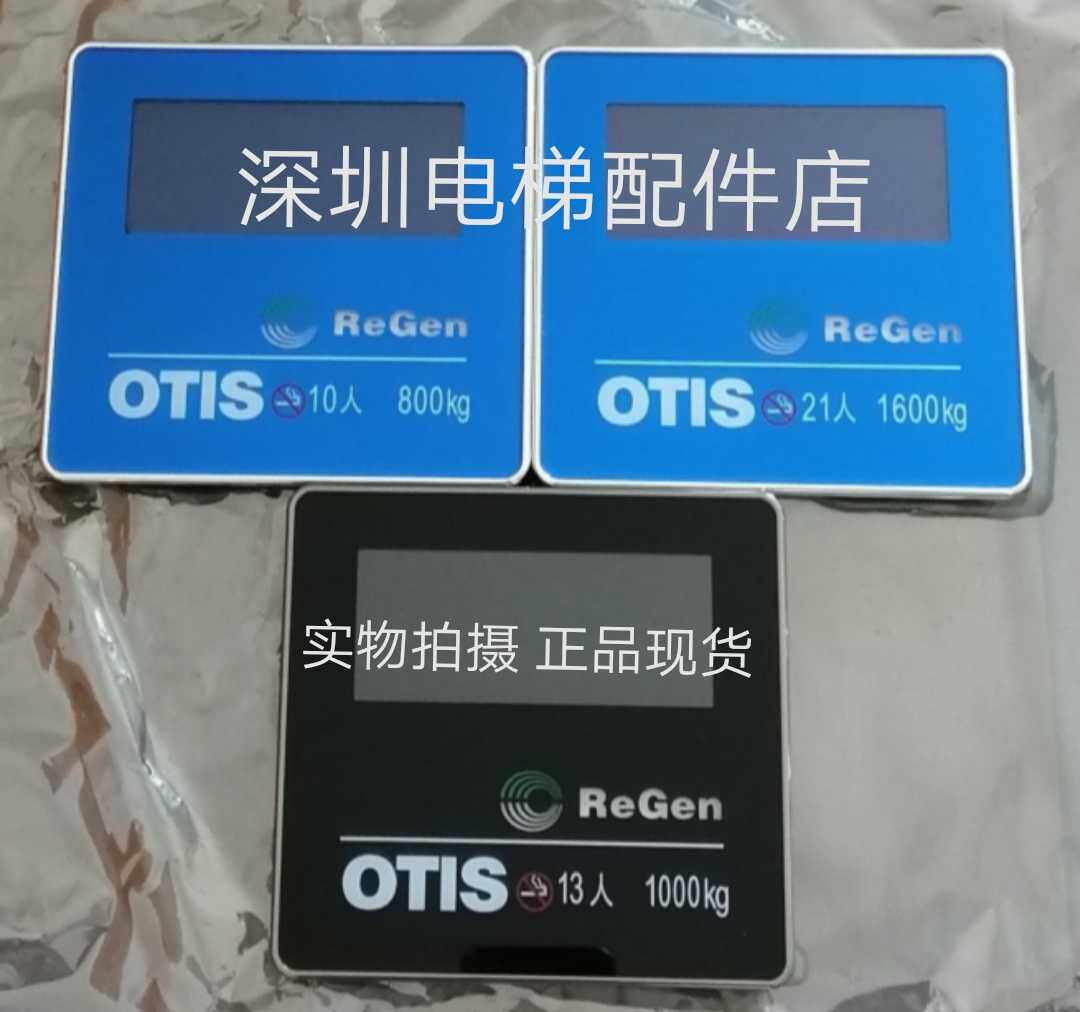 深圳电梯配件店
ReGen
OTIS 10人 800kg
ReGen
OTIS 21人 1600kg
实物拍摄 正品现货
ReGen
OTIS 13人 1000kg